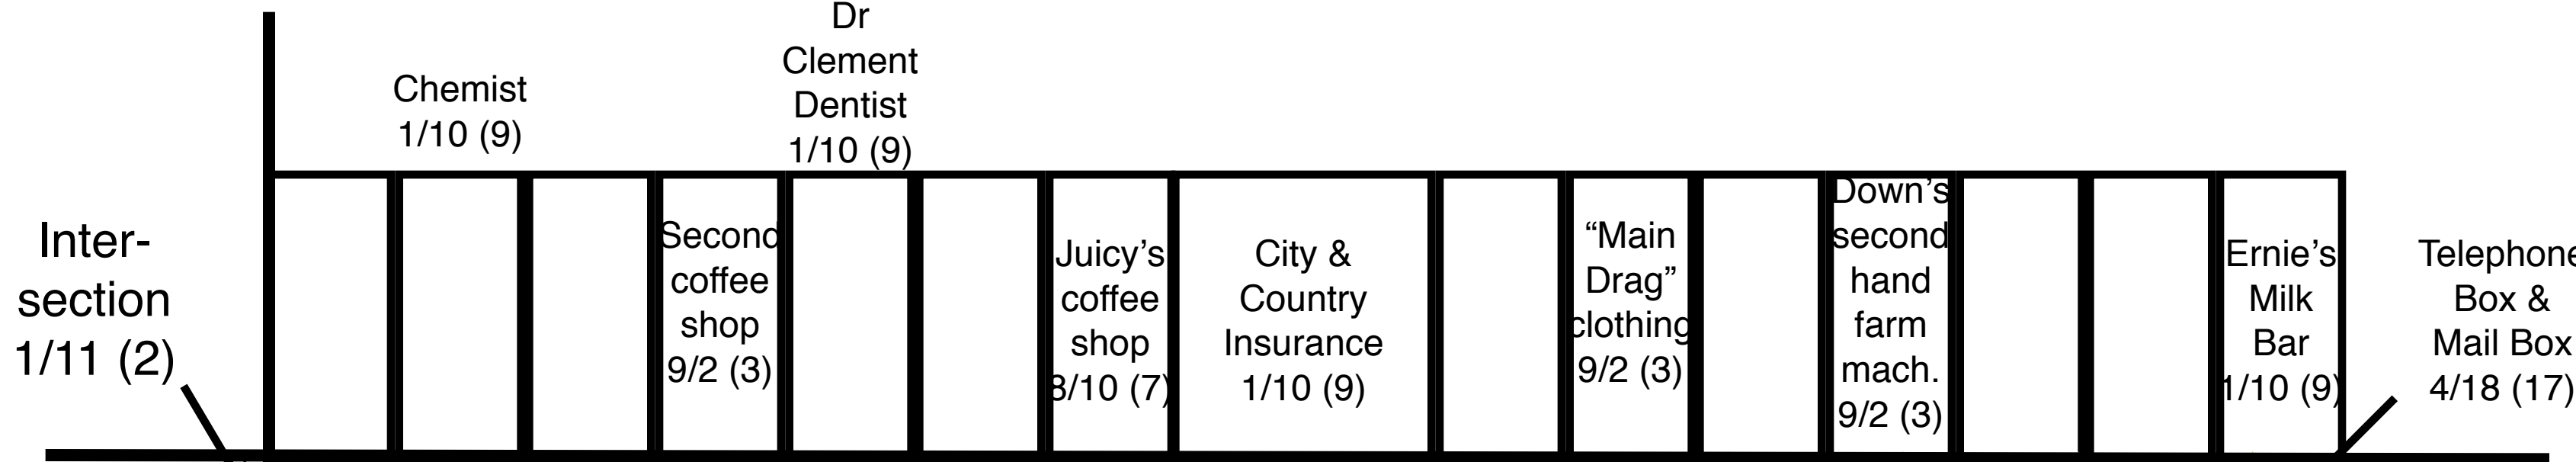 Dr
Clement
Dentist
1/10 (9)
Chemist
1/10 (9)
Inter-
section
1/11 (2)
Second
coffee
shop
9/2 (3)
Juicy's
coffee
shop
8/10 (7)
City &
Country
Insurance
1/10 (9)
“Main
Drag”
clothing
9/2 (3)
Down's
second
hand
farm
mach.
9/2 (3)
Ernie's
Milk
Bar
1/10 (9)
Telephone
Box &
Mail Box
4/18 (17)